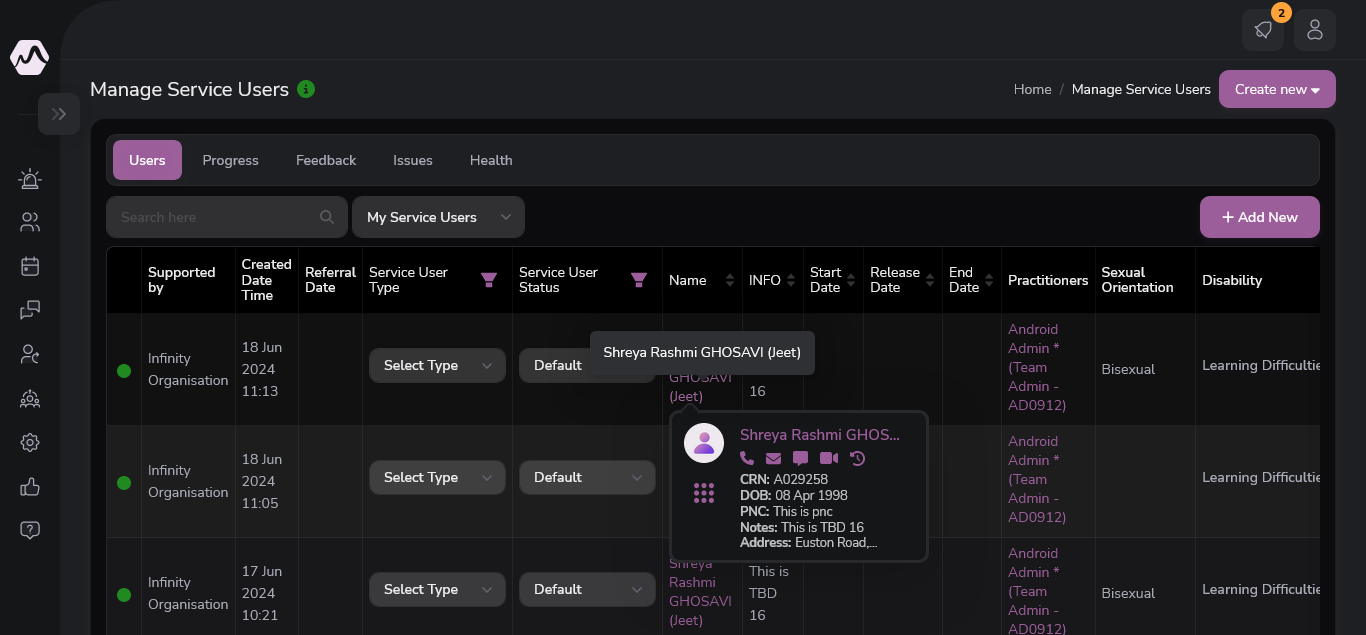 2
Manage Service Users
Home / Manage Service Users
Create new
Users
Progress
Feedback
Issues
Health
Search here
My Service Users
+ Add New
Supported
by
Created
Date
Time
Referral
Date
Service User
Type
Service User
Status
Name
INFO
Start
Date
Release
Date
End
Date
Practitioners
Sexual
Orientation
Disability
Infinity
Organisation
18 Jun
2024
11:13
Select Type
Default
Shreya Rashmi GHOSAVI (Jeet)
GHOSAVI
(Jeet)
16
Android
Admin *
(Team
Admin -
AD0912)
Bisexual
Learning Difficultie
Infinity
Organisation
18 Jun
2024
11:05
Select Type
Default
Shreya Rashmi GHOS...
CRN: A029258
DOB: 08 Apr 1998
PNC: This is pnc
Notes: This is TBD 16
Address: Euston Road,...
Android
Admin *
(Team
Admin -
AD0912)
Learning Difficultie
Infinity
Organisation
17 Jun
2024
10:21
Select Type
Default
Shreya
Rashmi
GHOSAVI
(Jeet)
This is
TBD
16
Android
Admin *
(Team
Admin -
AD0912)
Bisexual
Learning Difficultie